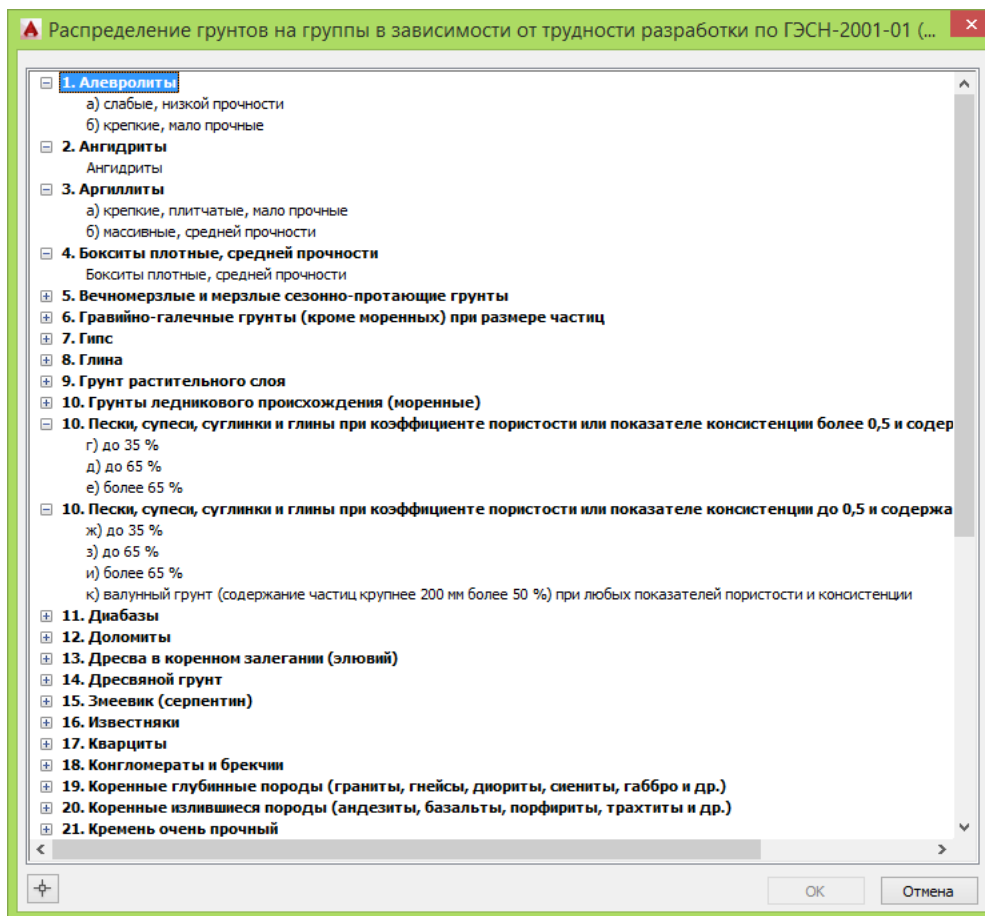 Распределение грунтов на группы в зависимости от трудности разработки по ГЭСН-2001-01 (...
1. Алевролиты
а) слабые, низкой прочности
б) крепкие, мало прочные
2. Ангидриты
Ангидриты
3. Аргиллиты
а) крепкие, плитчатые, мало прочные
б) массивные, средней прочности
4. Бокситы плотные, средней прочности
Бокситы плотные, средней прочности
5. Вечномерзлые и мерзлые сезонно-протающие грунты
6. Гравийно-галечные грунты (кроме моренных) при размере частиц
7. Гипс
8. Глина
9. Грунт растительного слоя
10. Грунты ледникового происхождения (моренные)
10. Пески, супеси, суглинки и глины при коэффициенте пористости или показателе консистенции более 0,5 и содер
г) до 35 %
д) до 65 %
е) более 65 %
10. Пески, супеси, суглинки и глины при коэффициенте пористости или показателе консистенции до 0,5 и содержа
ж) до 35 %
з) до 65 %
и) более 65 %
к) валунный грунт (содержание частиц крупнее 200 мм более 50 %) при любых показателей пористости и консистенции
11. Диабазы
12. Доломиты
13. Дресва в коренном залегании (элювий)
14. Дресвяной грунт
15. Змеевик (серпентин)
16. Известняки
17. Кварциты
18. Конгломераты и брекчии
19. Коренные глубинные породы (граниты, гнейсы, диориты, сиениты, габбро и др.)
20. Коренные излившиеся породы (андезиты, базальты, порфириты, трахтиты и др.)
21. Кремень очень прочный
ОК
Отмена